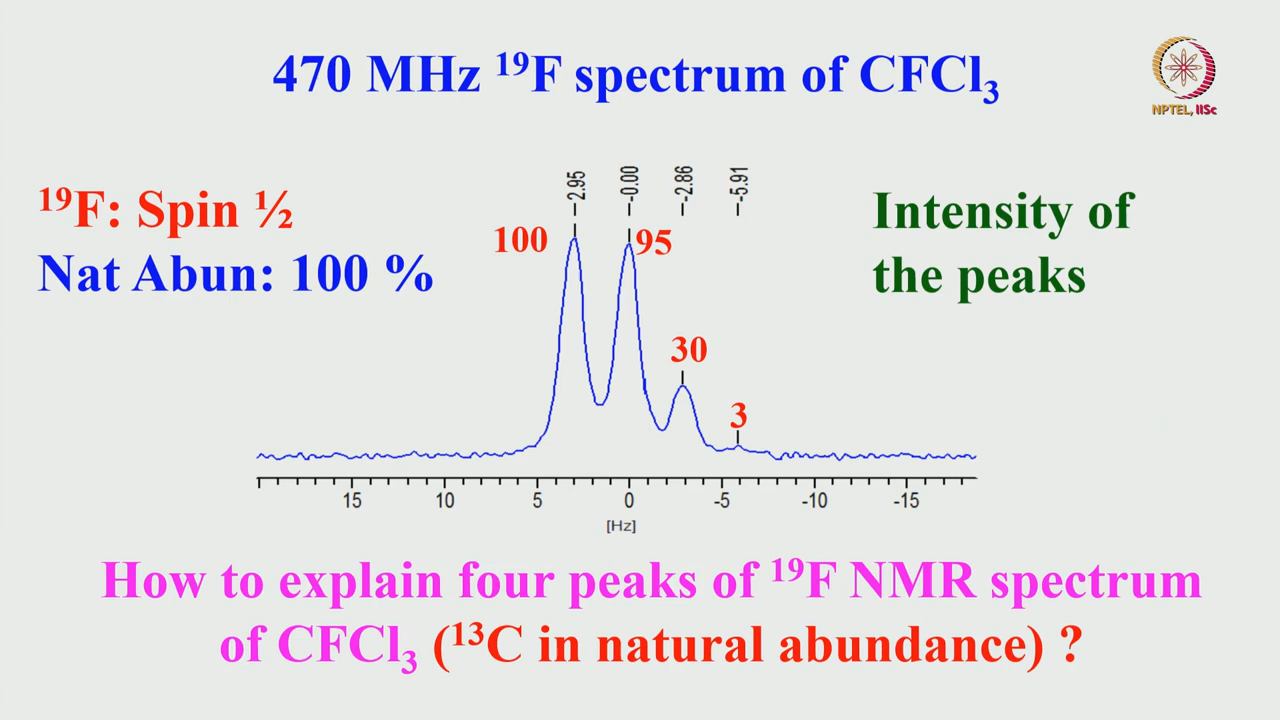 470 MHz ¹⁹F spectrum of CFCl₃
NPTEL, IISc
¹⁹F: Spin ½
Nat Abun: 100 %
2.95
-0.00
-2.86
-5.91
100
95
30
3
Intensity of
the peaks
15 10 5 0 -5 -10 -15
[Hz]
How to explain four peaks of ¹⁹F NMR spectrum
of CFCl₃ (¹³C in natural abundance) ?